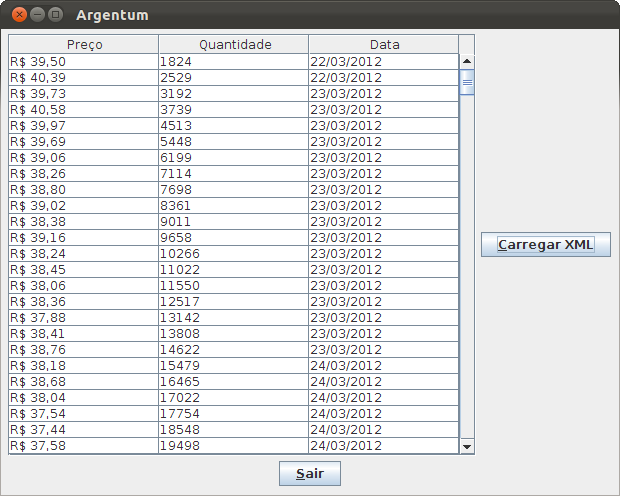 Argentum
Preço Quantidade Data
R$ 39,50 1824 22/03/2012
R$ 40,39 2529 22/03/2012
R$ 39,73 3192 23/03/2012
R$ 40,58 3739 23/03/2012
R$ 39,97 4513 23/03/2012
R$ 39,69 5448 23/03/2012
R$ 39,06 6199 23/03/2012
R$ 38,26 7114 23/03/2012
R$ 38,80 7698 23/03/2012
R$ 39,02 8361 23/03/2012
R$ 38,38 9011 23/03/2012
R$ 39,16 9658 23/03/2012
R$ 38,24 10266 23/03/2012
R$ 38,45 11022 23/03/2012
R$ 38,06 11550 23/03/2012
R$ 38,36 12517 23/03/2012
R$ 37,88 13142 23/03/2012
R$ 38,41 13808 23/03/2012
R$ 38,76 14622 23/03/2012
R$ 38,18 15479 24/03/2012
R$ 38,68 16465 24/03/2012
R$ 38,04 17022 24/03/2012
R$ 37,54 17754 24/03/2012
R$ 37,44 18548 24/03/2012
R$ 37,58 19498 24/03/2012
Carregar XML
Sair